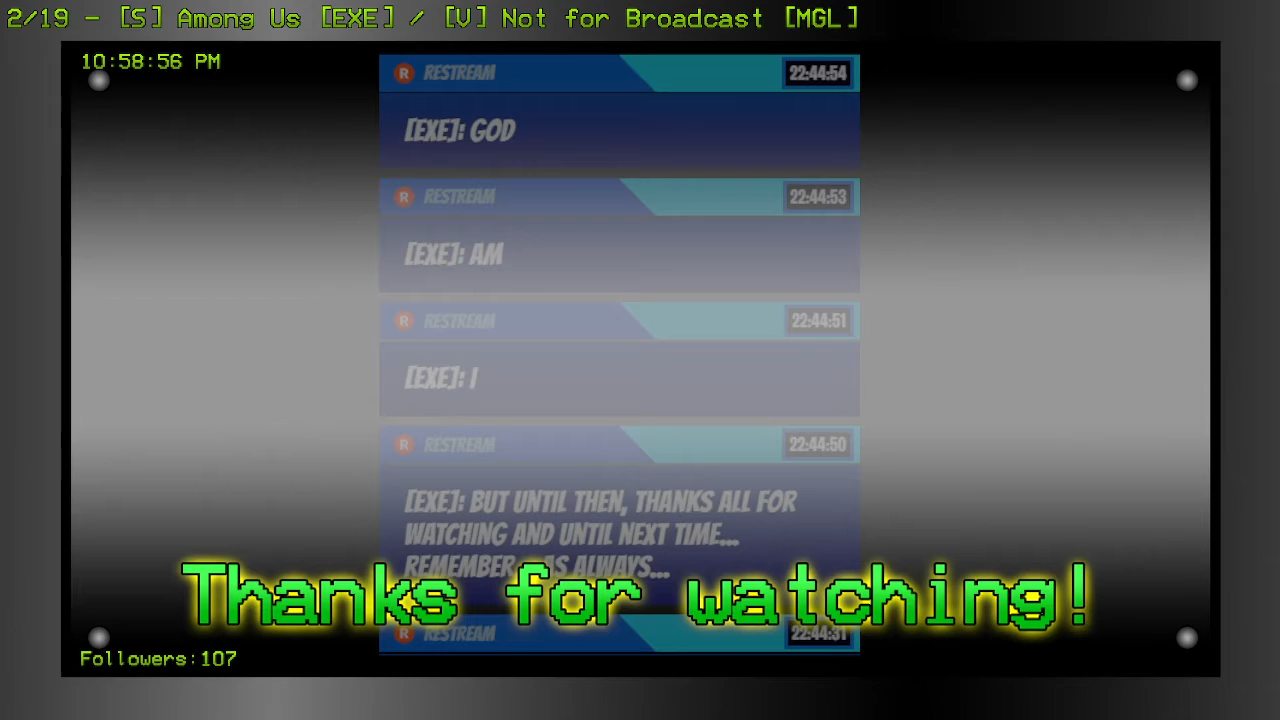 2/19 - [S] Among Us [EXE] / [V] Not for Broadcast [MGL]
10:58:56 PM
R RESTREAM 22:44:54
[EXE]: GOD
R RESTREAM 22:44:53
[EXE]: AM
R RESTREAM 22:44:51
[EXE]: I
R RESTREAM 22:44:50
[EXE]: BUT UNTIL THEN, THANKS ALL FOR
WATCHING AND UNTIL NEXT TIME...
REMEMBER... AS ALWAYS...
Thanks for watching!
R RESTREAM 22:44:31
Followers:107